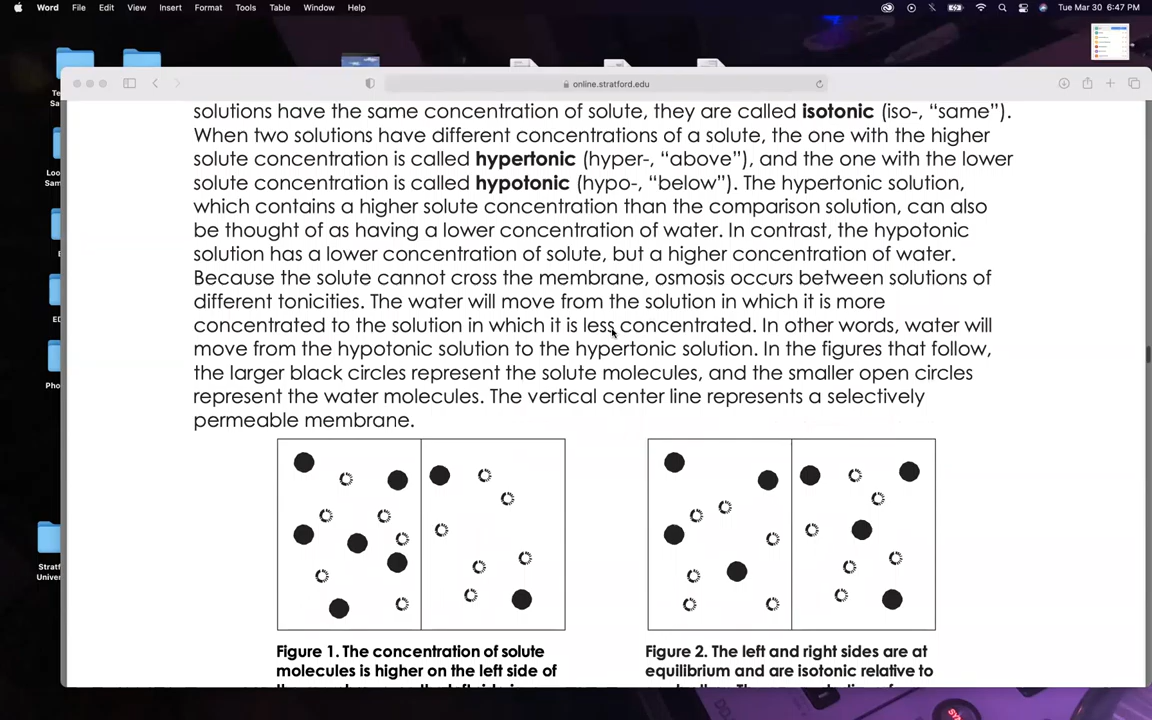 Word File Edit View Insert Format Tools Table Window Help Tue Mar 30 6:47 PM
online.stratford.edu
solutions have the same concentration of solute, they are called isotonic (iso-, “same”).
When two solutions have different concentrations of a solute, the one with the higher
solute concentration is called hypertonic (hyper-, “above”), and the one with the lower
solute concentration is called hypotonic (hypo-, “below”). The hypertonic solution,
which contains a higher solute concentration than the comparison solution, can also
be thought of as having a lower concentration of water. In contrast, the hypotonic
solution has a lower concentration of solute, but a higher concentration of water.
Because the solute cannot cross the membrane, osmosis occurs between solutions of
different tonicities. The water will move from the solution in which it is more
concentrated to the solution in which it is less concentrated. In other words, water will
move from the hypotonic solution to the hypertonic solution. In the figures that follow,
the larger black circles represent the solute molecules, and the smaller open circles
represent the water molecules. The vertical center line represents a selectively
permeable membrane.
Figure 1. The concentration of solute
molecules is higher on the left side of
Figure 2. The left and right sides are at
equilibrium and are isotonic relative to